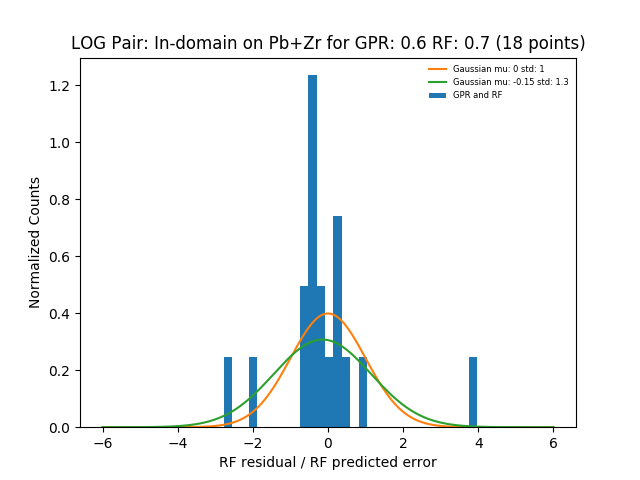 LOG Pair: In-domain on Pb+Zr for GPR: 0.6 RF: 0.7 (18 points)
Gaussian mu: 0 std: 1
Gaussian mu: -0.15 std: 1.3
GPR and RF
Normalized Counts
1.2
1.0
0.8
0.6
0.4
0.2
0.0
−6 −4 −2 0 2 4 6
RF residual / RF predicted error